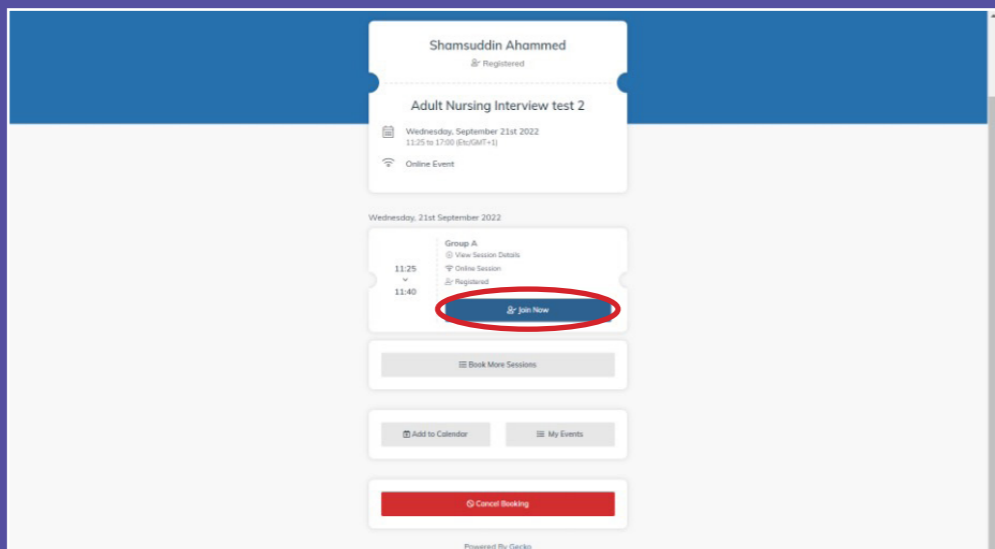 Shamsuddin Ahammed
Registered
Adult Nursing Interview test 2
Wednesday, September 21st 2022
11:25 to 17:00 (Etc/GMT+1)
Online Event
Wednesday, 21st September 2022
Group A
View Session Details
11:25
Online Session
Registered
11:40
Join Now
Book More Sessions
Add to Calendar
My Events
Cancel Booking
Powered By Gecko